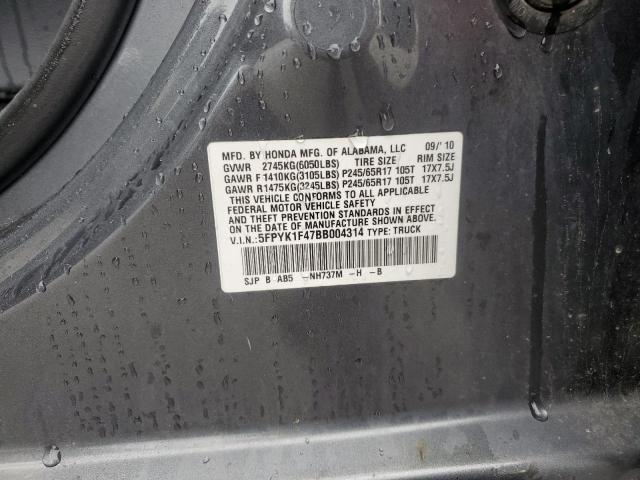 MFD. BY HONDA MFG. OF ALABAMA, LLC 09/'10
GVWR 2745KG(6050LBS) TIRE SIZE RIM SIZE
GAWR F 1410KG(3105LBS) P245/65R17 105T 17X7.5J
GAWR R1475KG(3245LBS) P245/65R17 105T 17X7.5J
THIS VEHICLE CONFORMS TO ALL APPLICABLE
FEDERAL MOTOR VEHICLE SAFETY
AND THEFT PREVENTION STANDARDS IN EFFECT
ON THE DATE OF MANUFACTURE SHOWN ABOVE.
V.I.N.: 5FPYK1F47BB004314 TYPE: TRUCK
SJP B AB5 -NH737M -H -B